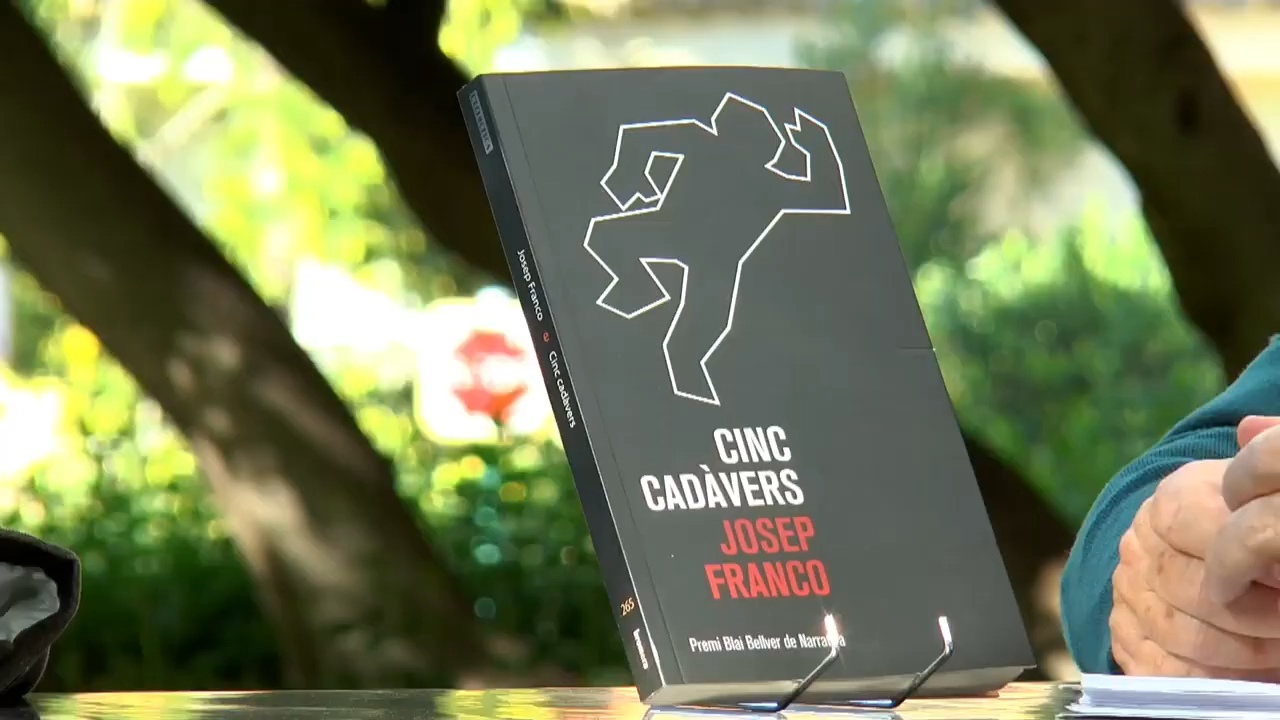 CINC
CADÀVERS
JOSEP
FRANCO
Premi Blai Bellver de Narrativa
Josep Franco
Cinc cadàvers
265